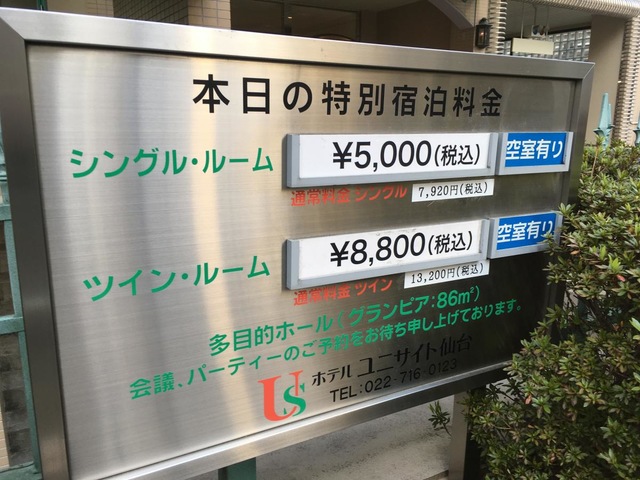 本日の特別宿泊料金
シングル・ルーム ¥5,000(税込) 空室有り
通常料金 シングル 7,920円(税込)
ツイン・ルーム ¥8,800(税込) 空室有り
通常料金 ツイン 13,200円(税込)
多目的ホール(グランピア:86㎡)
会議、パーティーのご予約をお待ち申し上げております。
US ホテル ユニサイト仙台
TEL:022-716-0123